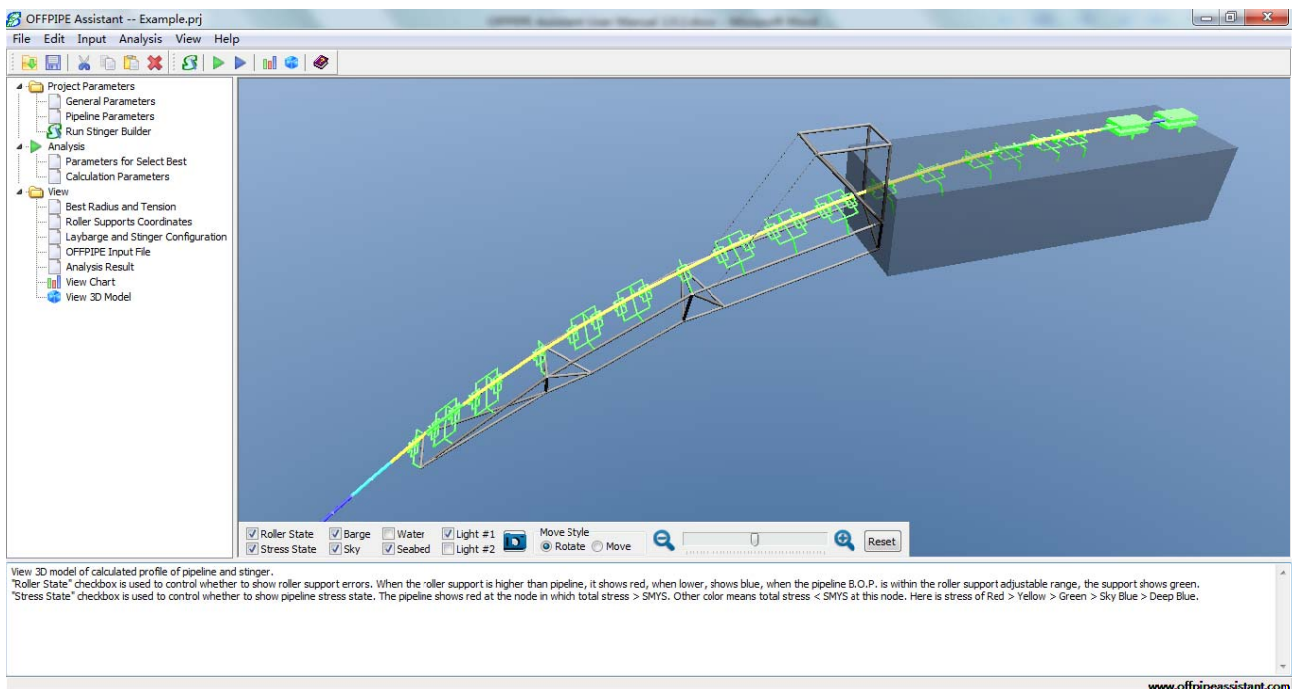 OFFPIPE Assistant -- Example.prj
File Edit Input Analysis View Help
Project Parameters
General Parameters
Pipeline Parameters
Run Stinger Builder
Analysis
Parameters for Select Best
Calculation Parameters
View
Best Radius and Tension
Roller Supports Coordinates
Laybarge and Stinger Configuration
OFFPIPE Input File
Analysis Result
View Chart
View 3D Model
Roller State Barge Water Light #1 Move Style
Stress State Sky Seabed Light #2 Rotate Move Reset
View 3D model of calculated profile of pipeline and stinger.
"Roller State" checkbox is used to control whether to show roller support errors. When the roller support is higher than pipeline, it shows red, when lower, shows blue, when the pipeline B.O.P. is within the roller support adjustable range, the support shows green.
"Stress State" checkbox is used to control whether to show pipeline stress state. The pipeline shows red at the node in which total stress > SMYS. Other color means total stress < SMYS at this node. Here is stress of Red > Yellow > Green > Sky Blue > Deep Blue.
www.offpipeassistant.com